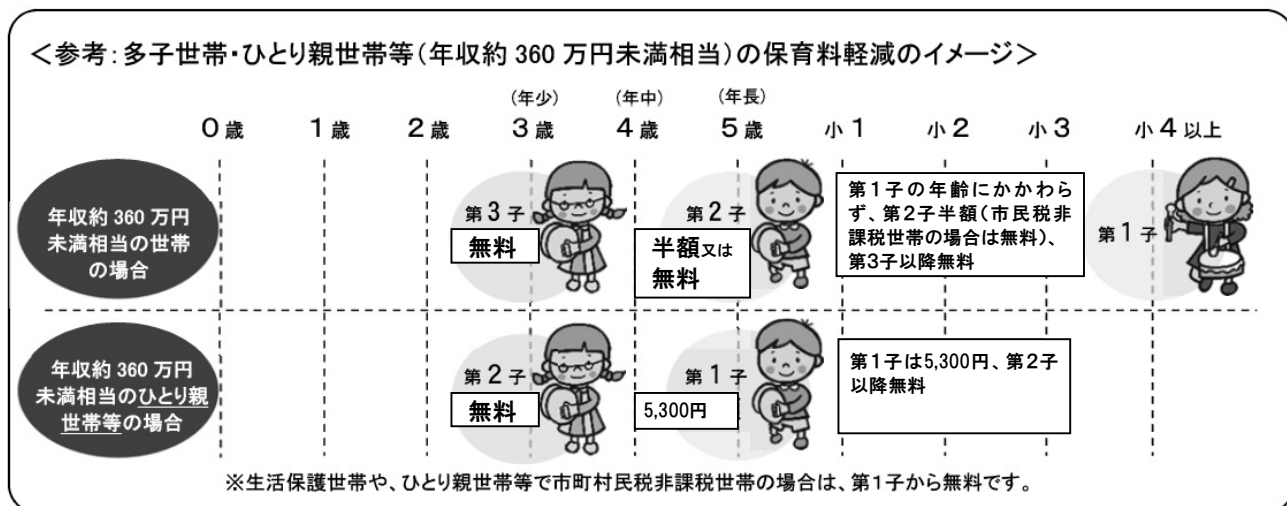 ＜参考：多子世帯・ひとり親世帯等（年収約360万円未満相当）の保育料軽減のイメージ＞
（年少）　（年中）　（年長）
0歳　1歳　2歳　3歳　4歳　5歳　小1　小2　小3　小4以上
年収約360万円
未満相当の世帯
の場合
第3子
無料
第2子
半額又は
無料
第1子の年齢にかかわら
ず、第2子半額（市民税非
課税世帯の場合は無料）、
第3子以降無料
第1子
年収約360万円
未満相当のひとり親
世帯等の場合
第2子
無料
第1子
5,300円
第1子は5,300円、第2子
以降無料
※生活保護世帯や、ひとり親世帯等で市町村民税非課税世帯の場合は、第1子から無料です。